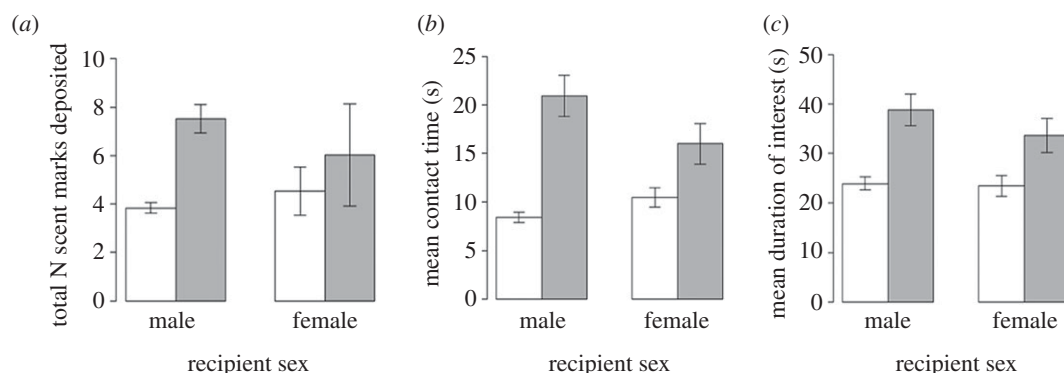 (a)
total N scent marks deposited
10
8
6
4
2
0
male
female
recipient sex
(b)
mean contact time (s)
25
20
15
10
5
0
male
female
recipient sex
(c)
mean duration of interest (s)
50
40
30
20
10
0
male
female
recipient sex